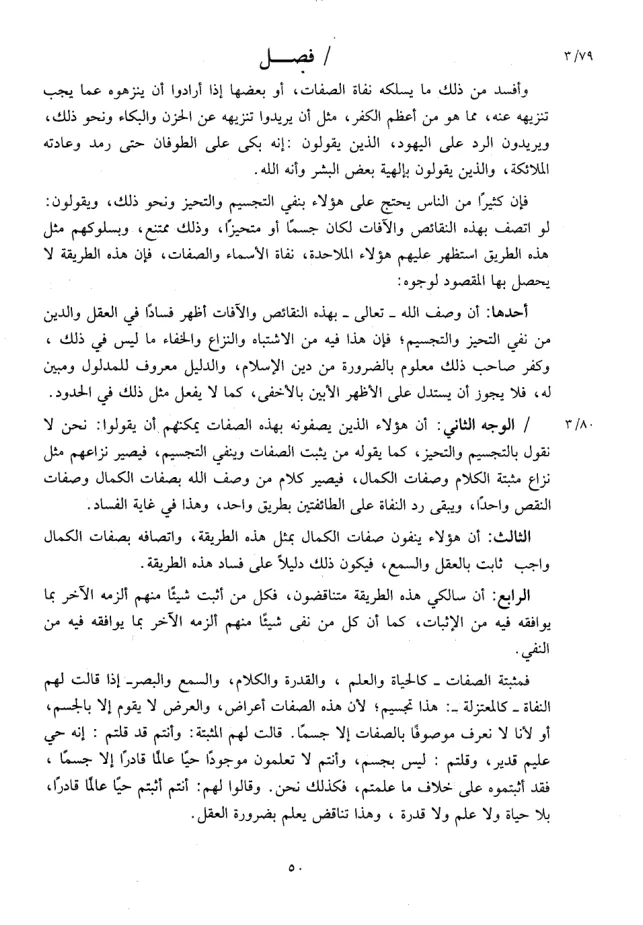 ٣/٧٩
/ فصــل
وأفسد من ذلك ما يسلكه نفاة الصفات، أو بعضها إذا أرادوا أن ينزهوه عما يجب
تنزيهه عنه، مما هو من أعظم الكفر، مثل أن يريدوا تنزيهه عن الحزن والبكاء ونحو ذلك،
ويريدون الرد على اليهود، الذين يقولون :إنه بكى على الطوفان حتى رمد وعادته
الملائكة، والذين يقولون بإلهية بعض البشر وأنه الله.
فإن كثيرًا من الناس يحتج على هؤلاء بنفي التجسيم والتحيز ونحو ذلك، ويقولون:
لو اتصف بهذه النقائص والآفات لكان جسمًا أو متحيزًا، وذلك ممتنع، وبسلوكهم مثل
هذه الطريق استظهر عليهم هؤلاء الملاحدة، نفاة الأسماء والصفات، فإن هذه الطريقة لا
يحصل بها المقصود لوجوه:
أحدها: أن وصف الله ـ تعالى ـ بهذه النقائص والآفات أظهر فسادًا في العقل والدين
من نفي التحيز والتجسيم؛ فإن هذا فيه من الاشتباه والنزاع والخفاء ما ليس في ذلك ،
وكفر صاحب ذلك معلوم بالضرورة من دين الإسلام، والدليل معروف للمدلول ومبين
له، فلا يجوز أن يستدل على الأظهر الأبين بالأخفى، كما لا يفعل مثل ذلك في الحدود.
٣/٨٠
/ الوجه الثاني: أن هؤلاء الذين يصفونه بهذه الصفات يمكنهم أن يقولوا: نحن لا
نقول بالتجسيم والتحيز، كما يقوله من يثبت الصفات وينفي التجسيم، فيصير نزاعهم مثل
نزاع مثبتة الكلام وصفات الكمال، فيصير كلام من وصف الله بصفات الكمال وصفات
النقص واحدًا، ويبقى رد النفاة على الطائفتين بطريق واحد، وهذا في غاية الفساد.
الثالث: أن هؤلاء ينفون صفات الكمال بمثل هذه الطريقة، واتصافه بصفات الكمال
واجب ثابت بالعقل والسمع، فيكون ذلك دليلاً على فساد هذه الطريقة.
الرابع: أن سالكي هذه الطريقة متناقضون، فكل من أثبت شيئًا منهم ألزمه الآخر بما
يوافقه فيه من الإثبات، كما أن كل من نفى شيئًا منهم ألزمه الآخر بما يوافقه فيه من
النفي.
فمثبتة الصفات ـ كالحياة والعلم ، والقدرة والكلام، والسمع والبصرـ إذا قالت لهم
النفاة ـ كالمعتزلة ـ: هذا تجسيم؛ لأن هذه الصفات أعراض، والعرض لا يقوم إلا بالجسم،
أو لأنا لا نعرف موصوفًا بالصفات إلا جسمًا. قالت لهم المثبتة: وأنتم قد قلتم : إنه حي
عليم قدير، وقلتم : ليس بجسم، وأنتم لا تعلمون موجودًا حيًا عالمًا قادرًا إلا جسمًا ،
فقد أثبتموه على خلاف ما علمتم، فكذلك نحن. وقالوا لهم: أنتم أثبتم حيًا عالمًا قادرًا،
بلا حياة ولا علم ولا قدرة ، وهذا تناقض يعلم بضرورة العقل.
٥٠